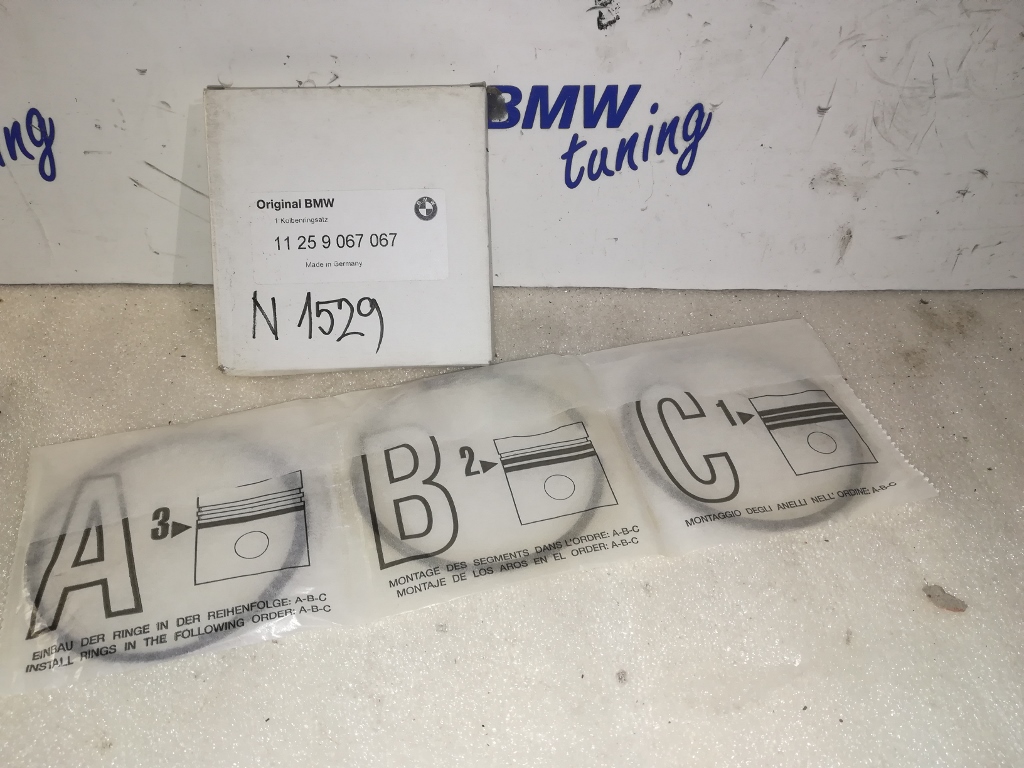 ing
BMW
tuning
Original BMW
1 Kolbenringsatz
11 25 9 067 067
Made in Germany
N 1529
A
3
EINBAU DER RINGE IN DER REIHENFOLGE: A-B-C
INSTALL RINGS IN THE FOLLOWING ORDER: A-B-C
B
2
MONTAGE DES SEGMENTS DANS L'ORDRE: A-B-C
MONTAJE DE LOS AROS EN EL ORDER: A-B-C
C
1
MONTAGGIO DEGLI ANELLI NELL' ORDINE: A-B-C